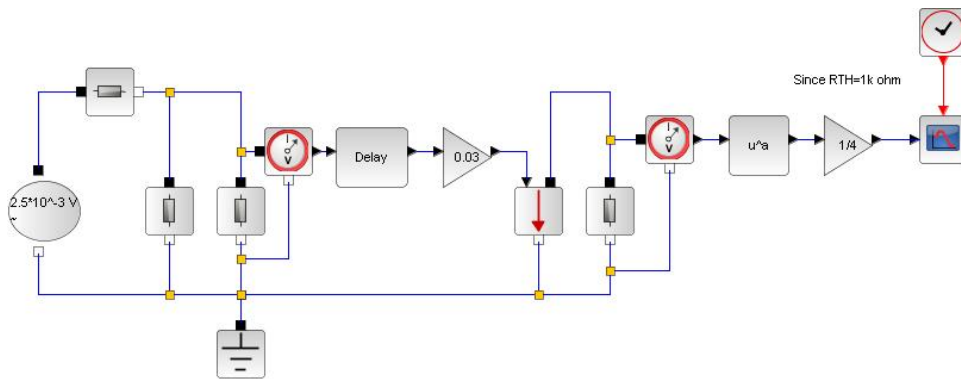 Since RTH=1k ohm
I
V
I
V
Delay
0.03
u^a
1/4
2.5*10^-3 V
~